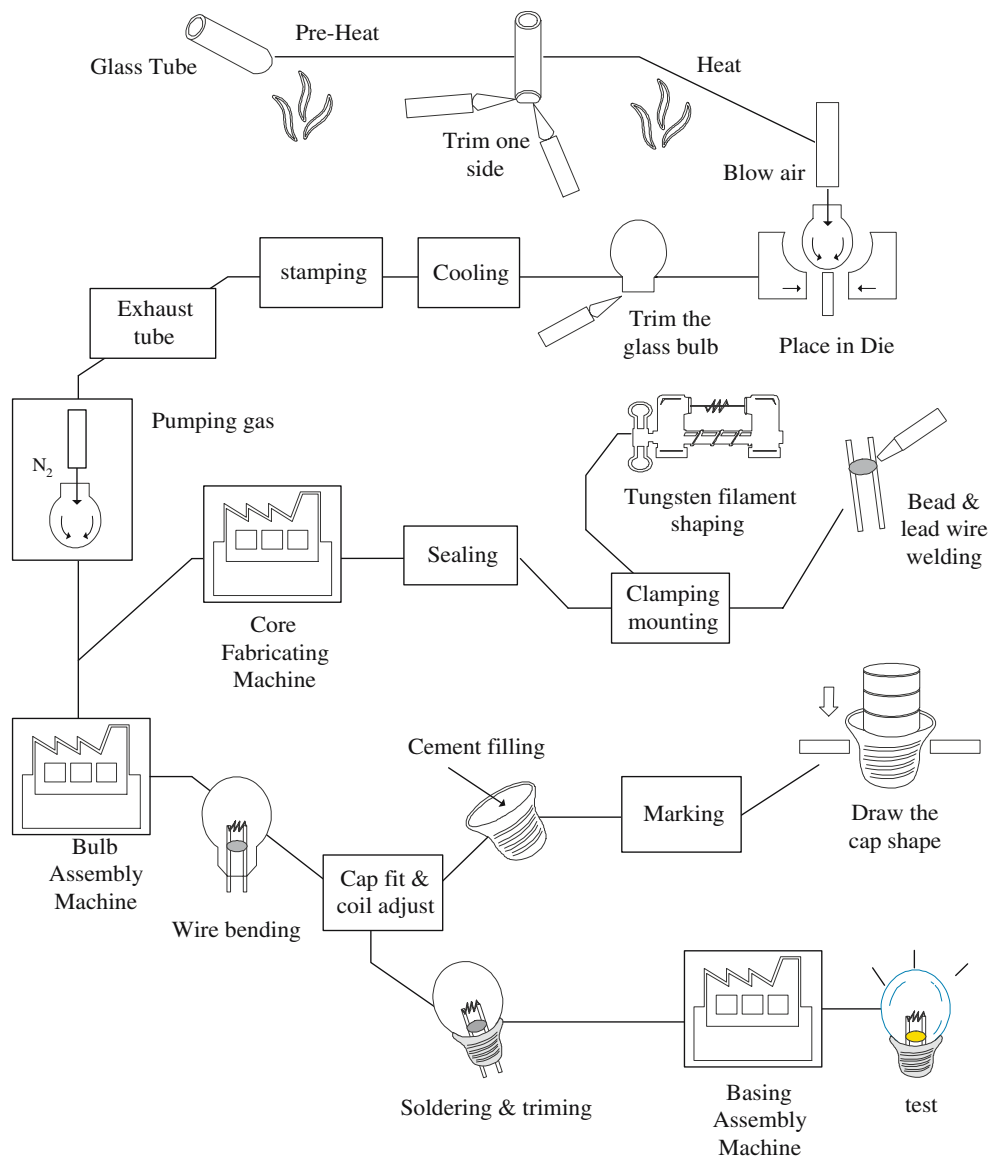 Pre-Heat
Glass Tube
Heat
Trim one
side
Blow air
stamping
Cooling
Exhaust
tube
Trim the
glass bulb
Place in Die
Pumping gas
N2
Tungsten filament
shaping
Bead &
lead wire
welding
Sealing
Clamping
mounting
Core
Fabricating
Machine
Cement filling
Marking
Draw the
cap shape
Bulb
Assembly
Machine
Cap fit &
coil adjust
Wire bending
Soldering & triming
Basing
Assembly
Machine
test